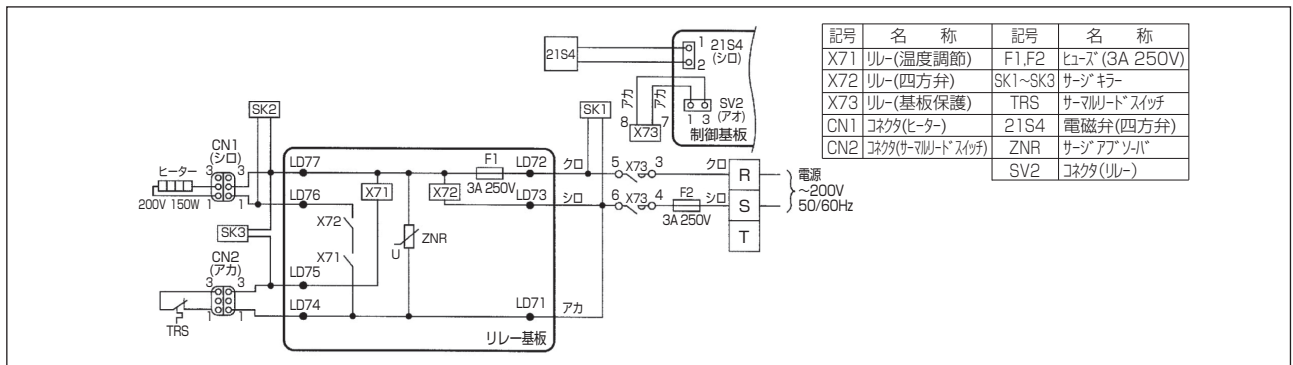 21S4
1 21S4
(シロ)
2
アカ
アカ
SV2
(アオ)
8 X73 7
1 3
制御基板
SK2
SK1
CN1
(シロ)
ヒーター
3 3
1 1
200V 150W
LD77
LD76
F1
3A 250V
LD72
クロ
5 X73 3
クロ
R
電源
~200V
50/60Hz
X71
X72
LD73
シロ
6 X73 4
F2
3A 250V
シロ
S
T
SK3
X72
X71
U ZNR
CN2
(アカ)
3 3
1 1
LD75
LD74
TRS
LD71
アカ
リレー基板
記号 名 称 記号 名 称
X71 リレー(温度調節) F1,F2 ヒューズ(3A 250V)
X72 リレー(四方弁) SK1~SK3 サージキラー
X73 リレー(基板保護) TRS サーマルリードスイッチ
CN1 コネクタ(ヒーター) 21S4 電磁弁(四方弁)
CN2 コネクタ(サーマルリードスイッチ) ZNR サージアブソーバ
SV2 コネクタ(リレー)